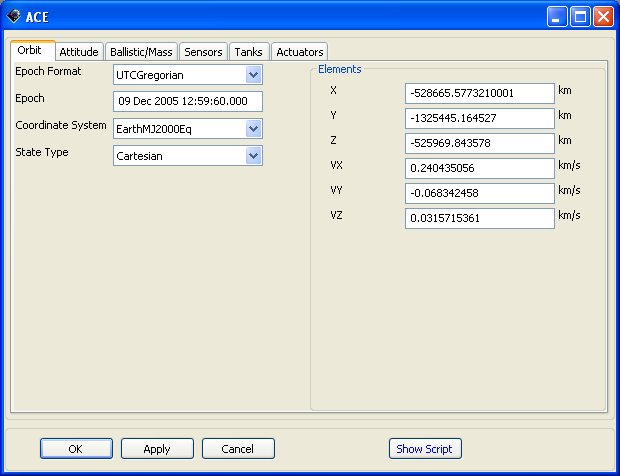 ACE
Orbit Attitude Ballistic/Mass Sensors Tanks Actuators
Epoch Format UTCGregorian
Epoch 09 Dec 2005 12:59:60.000
Coordinate System EarthMJ2000Eq
State Type Cartesian
Elements
X -528665.5773210001 km
Y -1325445.164527 km
Z -525969.843578 km
VX 0.240435056 km/s
VY -0.068342458 km/s
VZ 0.0315715361 km/s
OK Apply Cancel Show Script